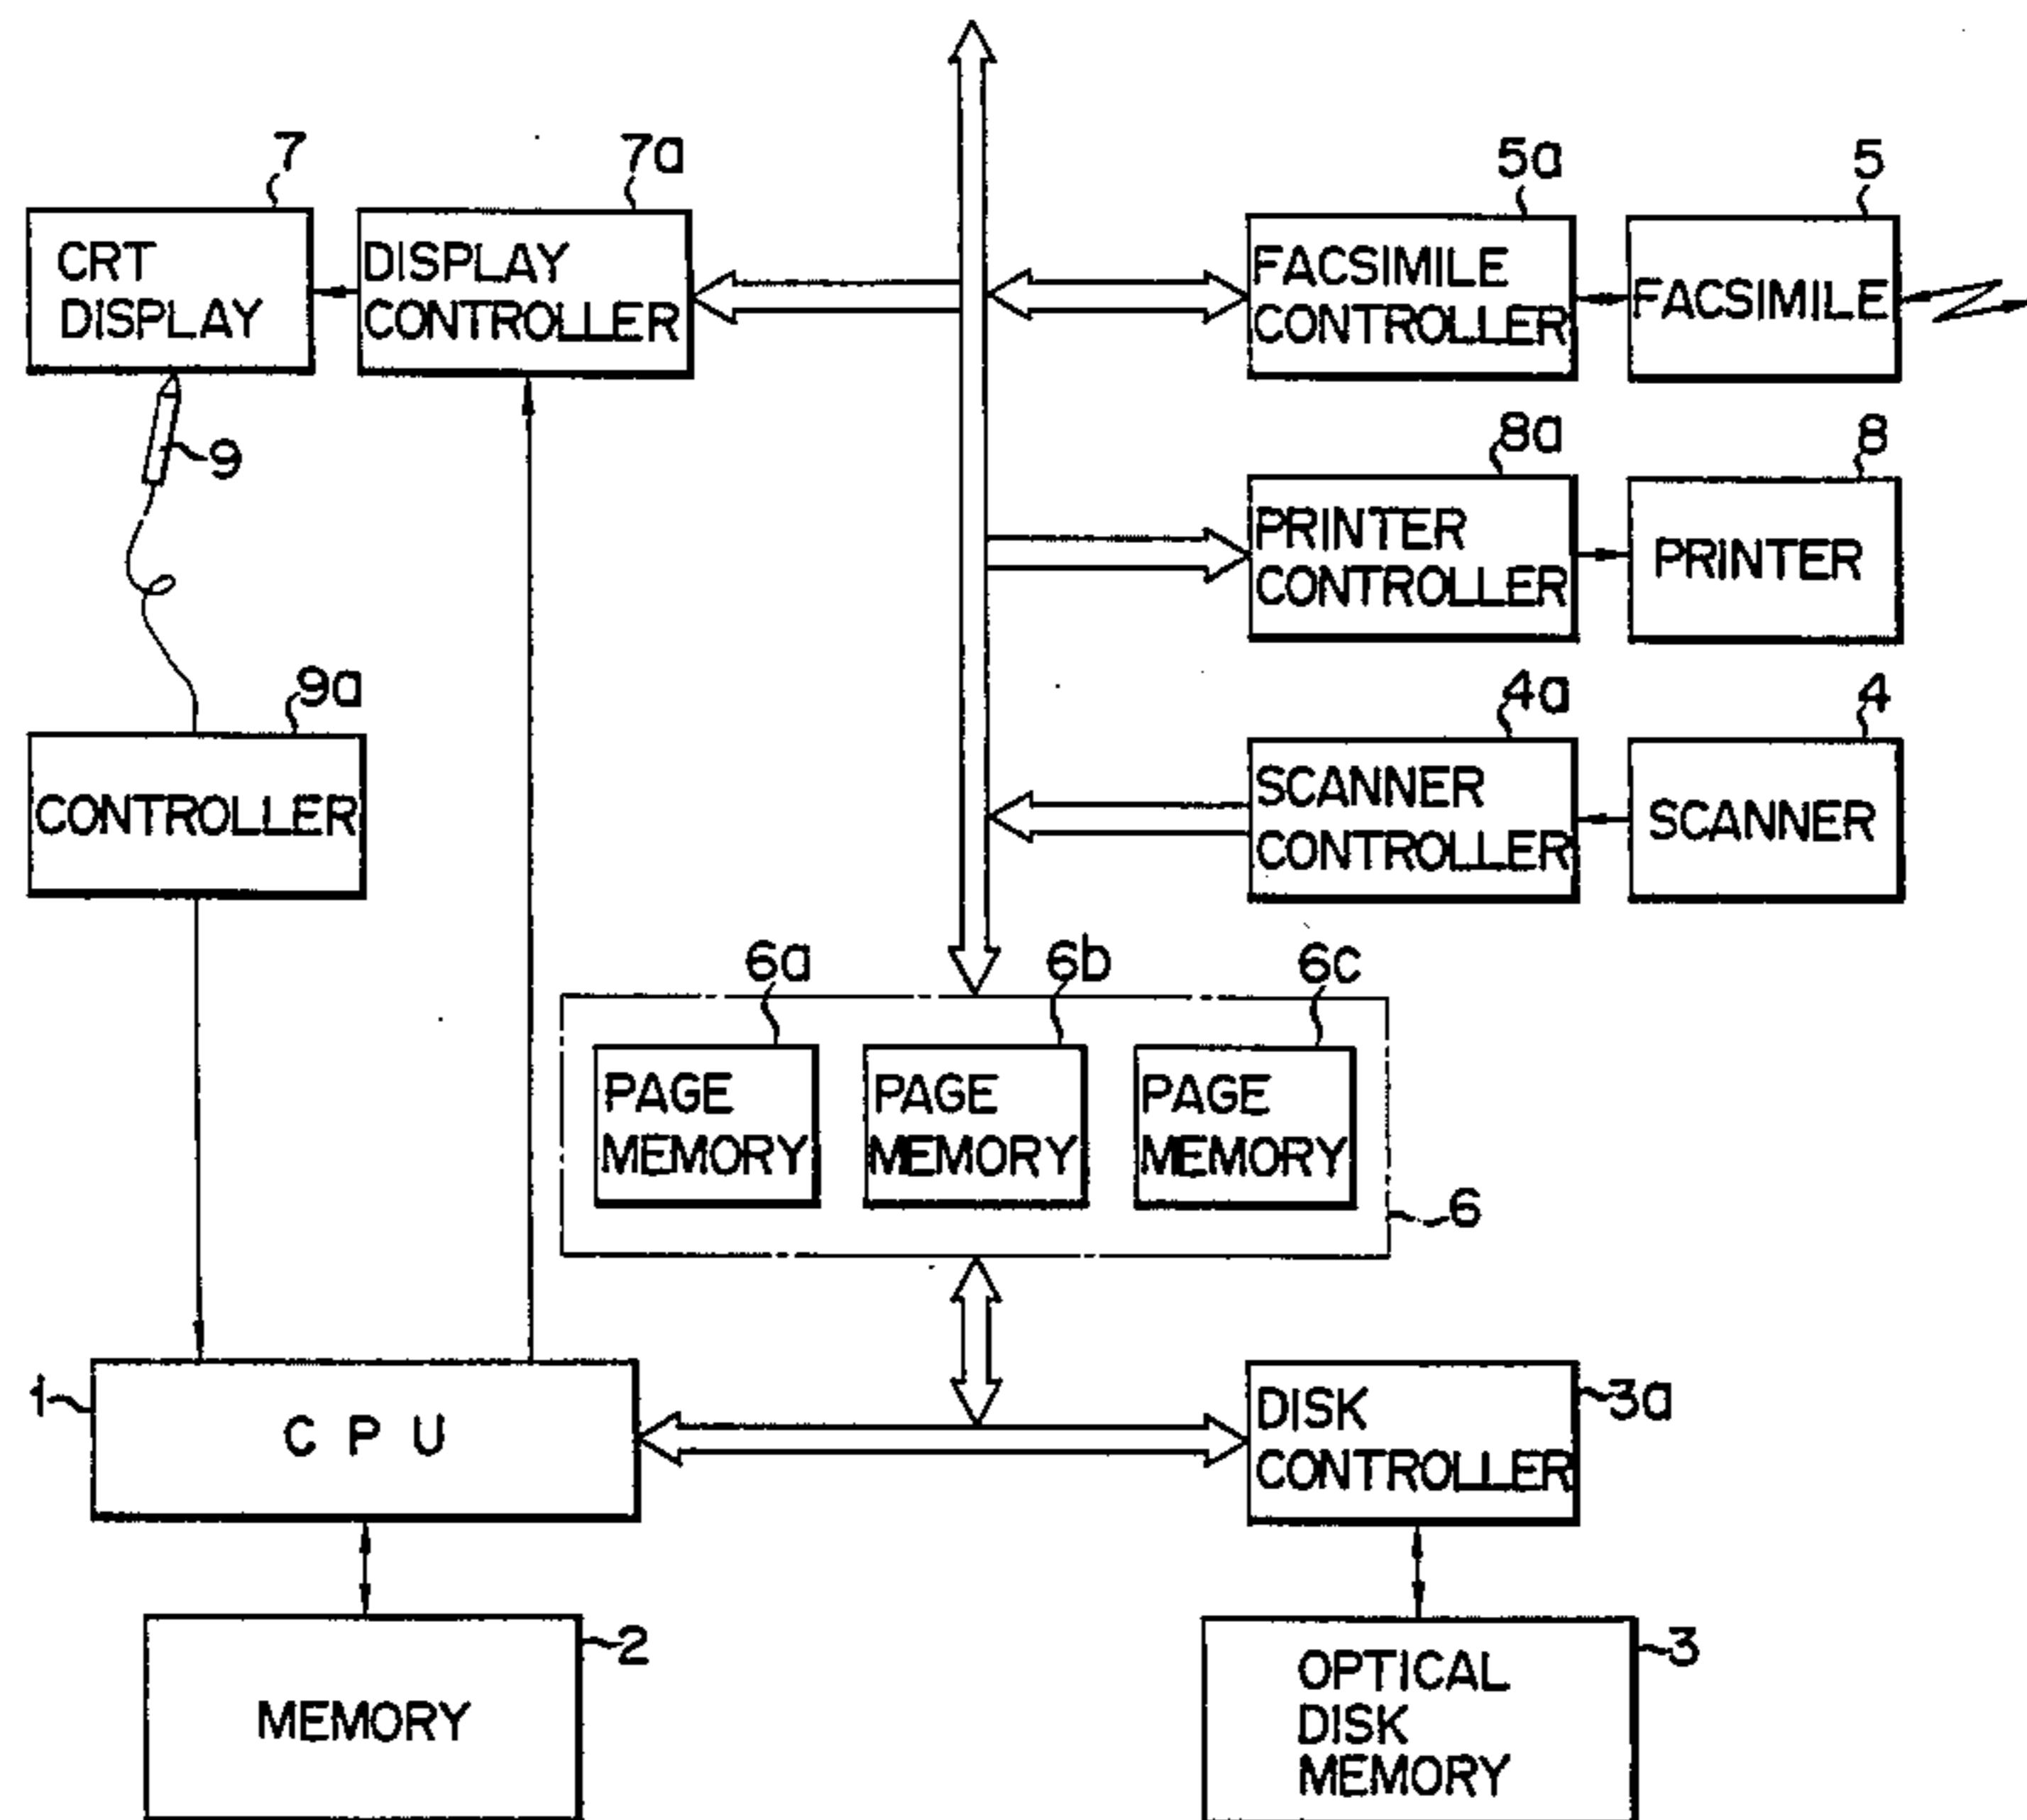 7
7a
5a
5
CRT
DISPLAY
DISPLAY
CONTROLLER
FACSIMILE
CONTROLLER
FACSIMILE
9
8a
8
PRINTER
CONTROLLER
PRINTER
9a
4a
4
CONTROLLER
SCANNER
CONTROLLER
SCANNER
6a
6b
6c
PAGE
MEMORY
PAGE
MEMORY
PAGE
MEMORY
6
1
CPU
DISK
CONTROLLER
3a
2
MEMORY
3
OPTICAL
DISK
MEMORY